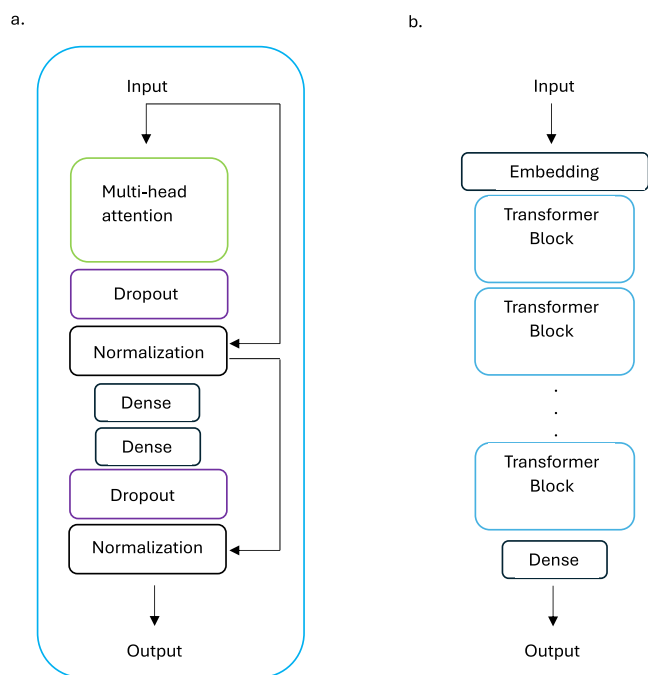 a.
Input
Multi-head
attention
Dropout
Normalization
Dense
Dense
Dropout
Normalization
Output
b.
Input
Embedding
Transformer
Block
Transformer
Block
.
.
.
Transformer
Block
Dense
Output